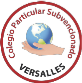 Colegio Particular Subvencionado
VERSALLES